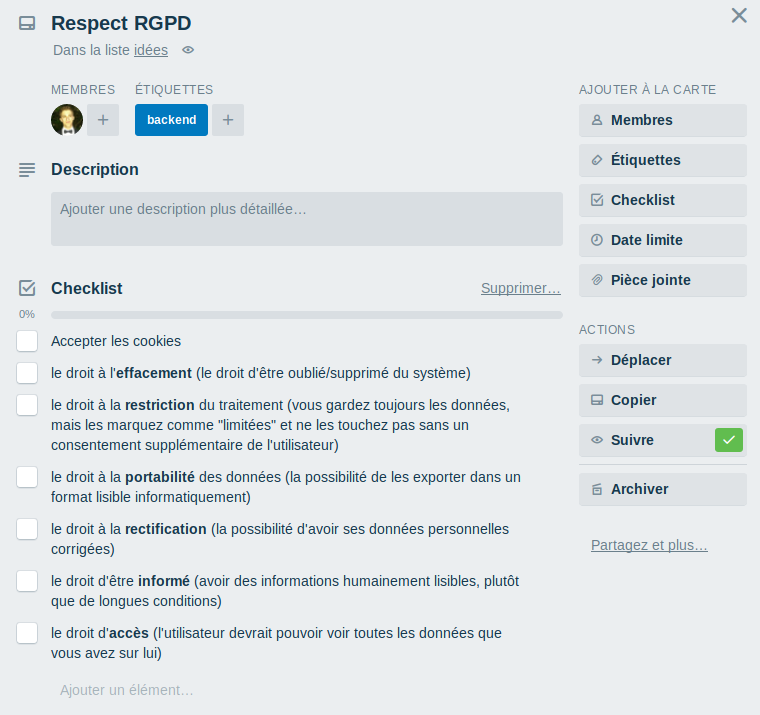 Respect RGPD
Dans la liste idées
MEMBRES
ÉTIQUETTES
+
backend
+
Description
Ajouter une description plus détaillée…
Checklist
Supprimer…
0%
Accepter les cookies
le droit à l'effacement (le droit d'être oublié/supprimé du système)
le droit à la restriction du traitement (vous gardez toujours les données,
mais les marquez comme "limitées" et ne les touchez pas sans un
consentement supplémentaire de l'utilisateur)
le droit à la portabilité des données (la possibilité de les exporter dans un
format lisible informatiquement)
le droit à la rectification (la possibilité d'avoir ses données personnelles
corrigées)
le droit d'être informé (avoir des informations humainement lisibles, plutôt
que de longues conditions)
le droit d'accès (l'utilisateur devrait pouvoir voir toutes les données que
vous avez sur lui)
Ajouter un élément…
AJOUTER À LA CARTE
Membres
Étiquettes
Checklist
Date limite
Pièce jointe
ACTIONS
Déplacer
Copier
Suivre
Archiver
Partagez et plus…